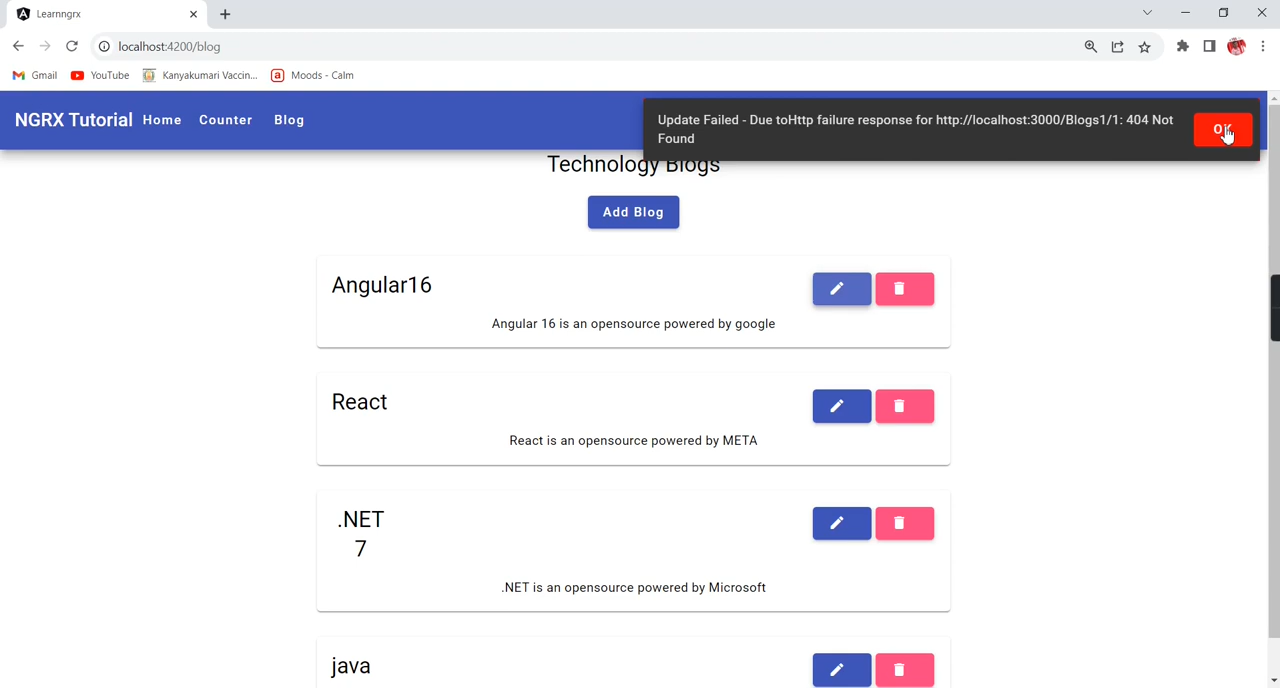 Learnngrx
localhost:4200/blog
Gmail YouTube Kanyakumari Vaccin... Moods - Calm
NGRX Tutorial Home Counter Blog
Update Failed - Due toHttp failure response for http://localhost:3000/Blogs1/1: 404 Not
Found
OK
Technology Blogs
Add Blog
Angular16
Angular 16 is an opensource powered by google
React
React is an opensource powered by META
.NET
7
.NET is an opensource powered by Microsoft
java